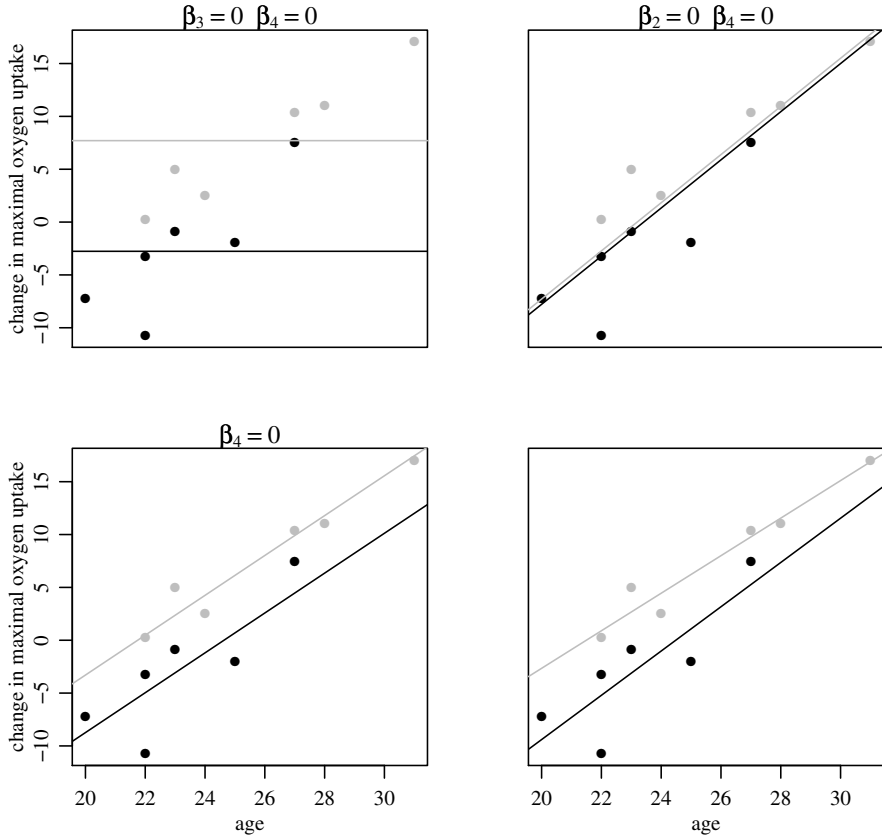 β3 = 0 β4 = 0
β2 = 0 β4 = 0
change in maximal oxygen uptake
−10 −5 0 5 10 15
β4 = 0
change in maximal oxygen uptake
−10 −5 0 5 10 15
20 22 24 26 28 30
20 22 24 26 28 30
age
age